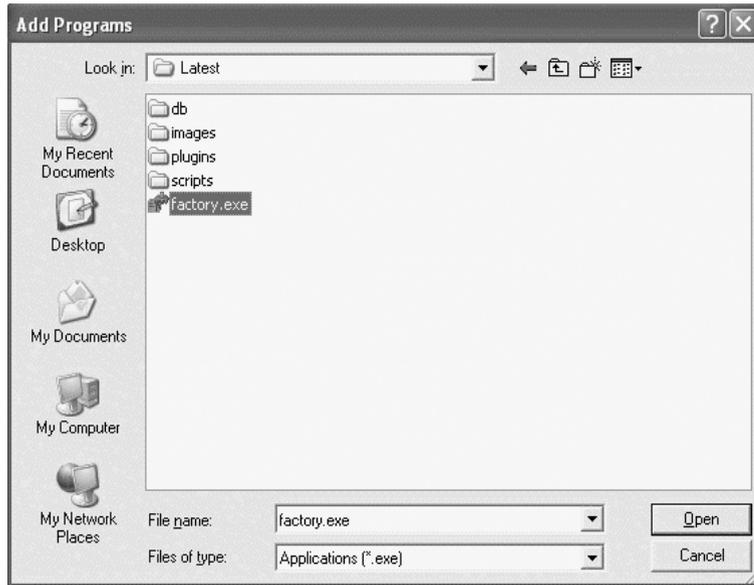 Add Programs
Look in:
Latest
db
images
plugins
scripts
factory.exe
My Recent
Documents
Desktop
My Documents
My Computer
My Network
Places
File name:
factory.exe
Open
Files of type:
Applications (*.exe)
Cancel